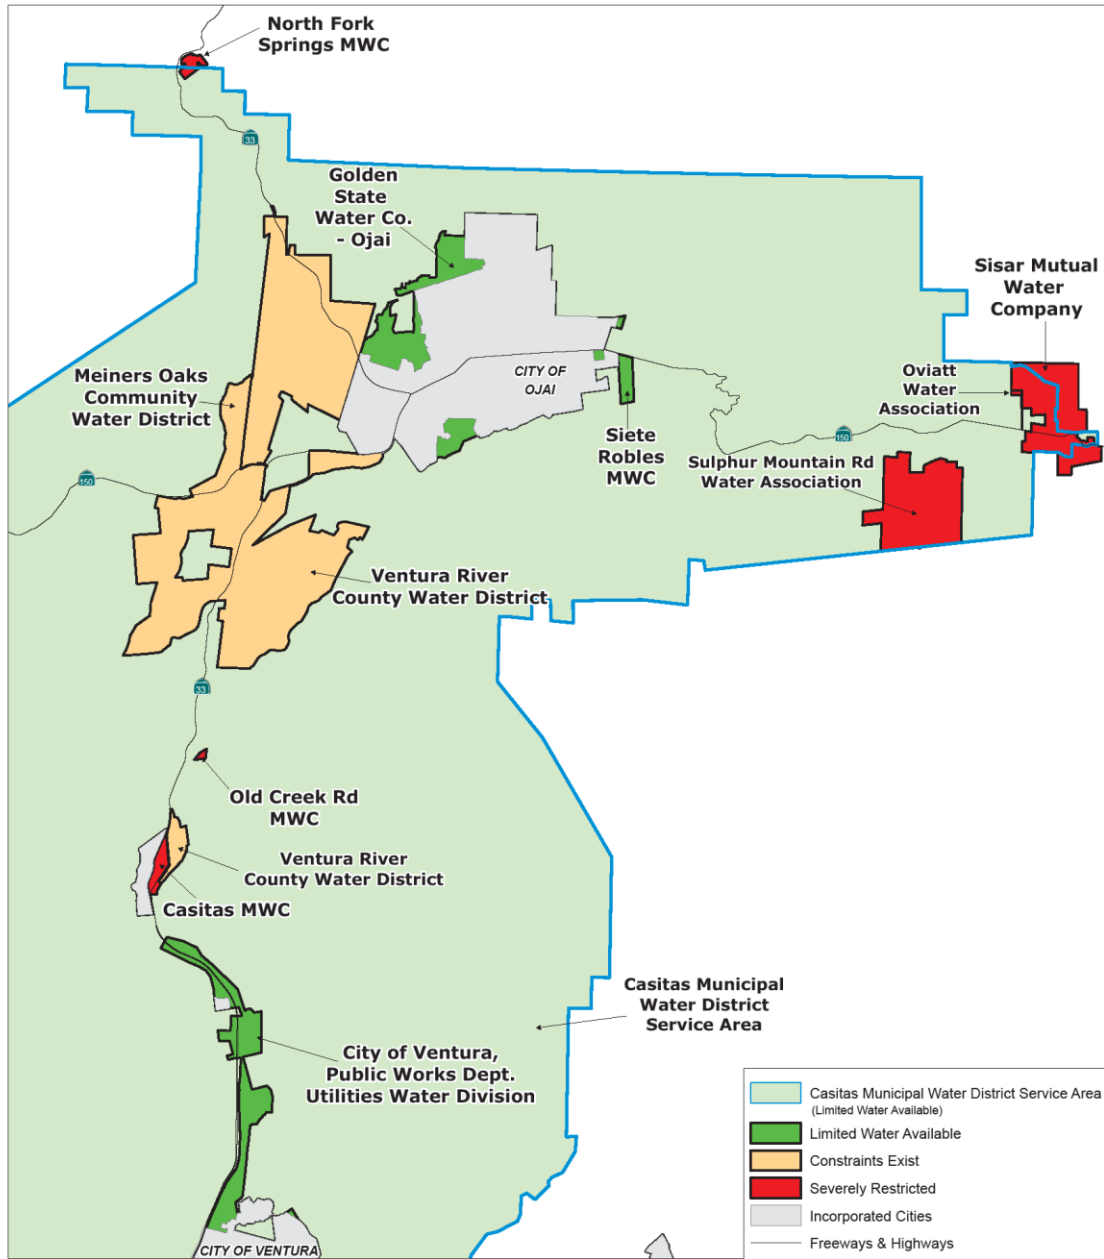 North Fork
Springs MWC
33
Golden
State
Water Co.
- Ojai
Sisar Mutual
Water
Company
Meiners Oaks
Community
Water District
CITY OF
OJAI
Oviatt
Water
Association
150
Siete
Robles
MWC
Sulphur Mountain Rd
Water Association
150
Ventura River
County Water District
33
Old Creek Rd
MWC
Ventura River
County Water District
Casitas MWC
Casitas Municipal
Water District
Service Area
City of Ventura,
Public Works Dept.
Utilities Water Division
CITY OF VENTURA
Casitas Municipal Water District Service Area
(Limited Water Available)
Limited Water Available
Constraints Exist
Severely Restricted
Incorporated Cities
Freeways & Highways